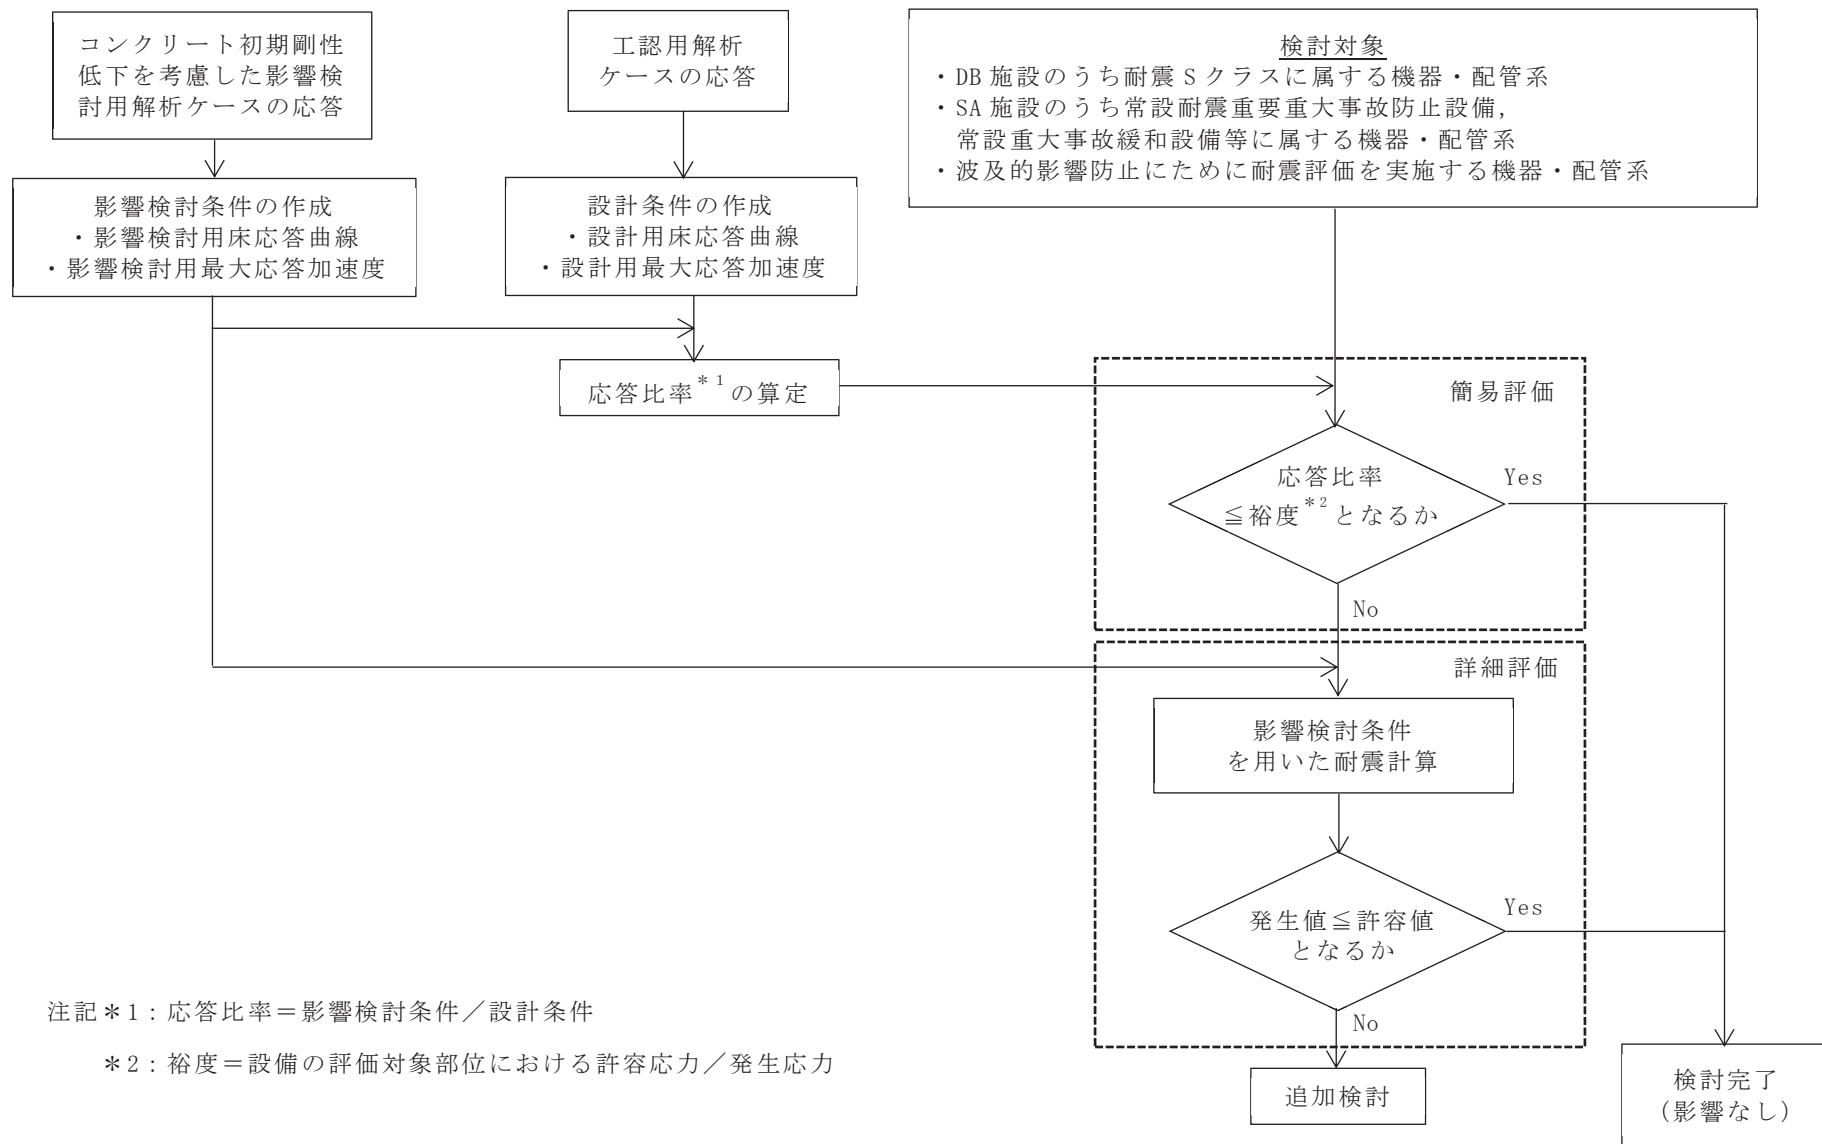 コンクリート初期剛性
低下を考慮した影響検
討用解析ケースの応答
工認用解析
ケースの応答
検討対象
・DB 施設のうち耐震 S クラスに属する機器・配管系
・SA 施設のうち常設耐震重要重大事故防止設備,
常設重大事故緩和設備等に属する機器・配管系
・波及的影響防止にために耐震評価を実施する機器・配管系
影響検討条件の作成
・影響検討用床応答曲線
・影響検討用最大応答加速度
設計条件の作成
・設計用床応答曲線
・設計用最大応答加速度
応答比率*1の算定
簡易評価
応答比率
≦裕度*2となるか
Yes
No
詳細評価
影響検討条件
を用いた耐震計算
発生値≦許容値
となるか
Yes
No
追加検討
検討完了
(影響なし)
注記*1:応答比率=影響検討条件/設計条件
*2:裕度=設備の評価対象部位における許容応力/発生応力